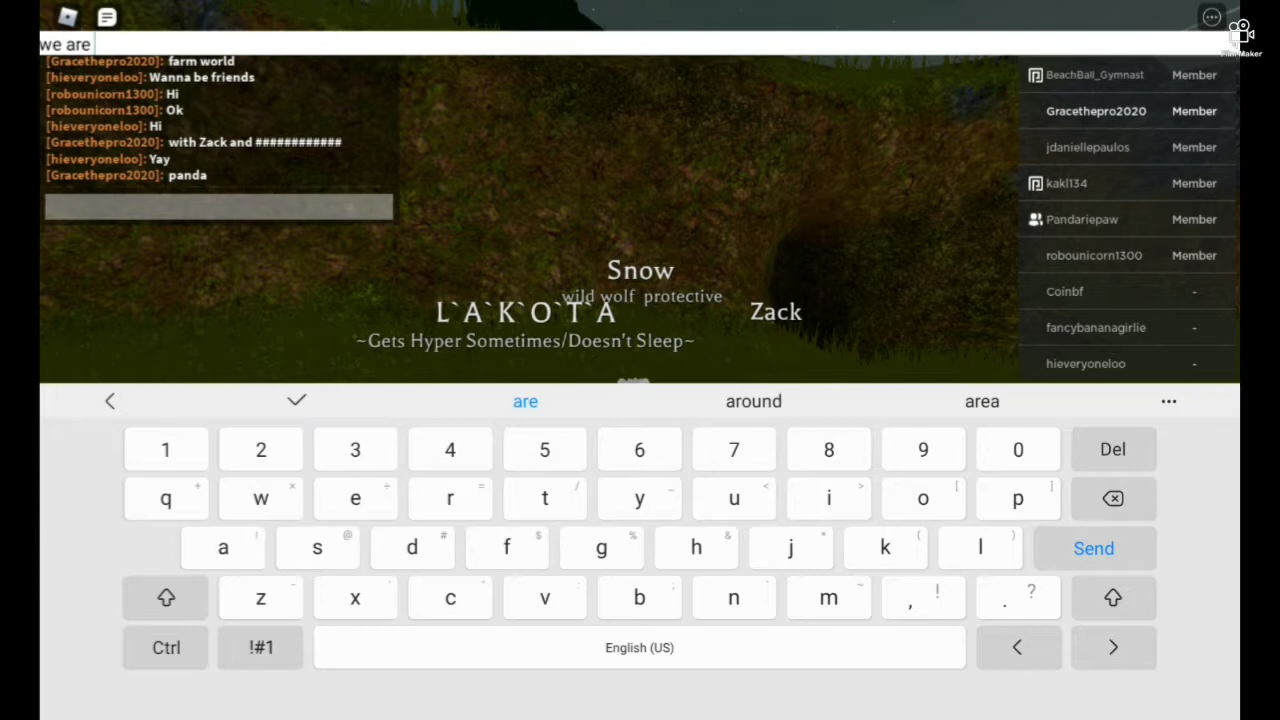 we are
FilmMaker
[Gracethepro2020]: farm world
[hieveryoneloo]: Wanna be friends
[robounicorn1300]: Hi
[robounicorn1300]: Ok
[hieveryoneloo]: Hi
[Gracethepro2020]: with Zack and ############
[hieveryoneloo]: Yay
[Gracethepro2020]: panda
BeachBall_Gymnast Member
Gracethepro2020 Member
jdaniellepaulos Member
kakl134 Member
Pandariepaw Member
robounicorn1300 Member
Coinbf -
fancybananagirlie -
hieveryoneloo -
Snow
wild wolf protective
L`A`K`O`T`A
~Gets Hyper Sometimes/Doesn't Sleep~
Zack
are around area ...
1 2 3 4 5 6 7 8 9 0 Del
q + w × e ÷ r = t / y _ u < i > o [ p ]
a ! s @ d # f $ g % h & j * k ( l ) Send
z - x ' c " v : b ; n ` m ~ , ! . ?
Ctrl !#1 English (US) < >